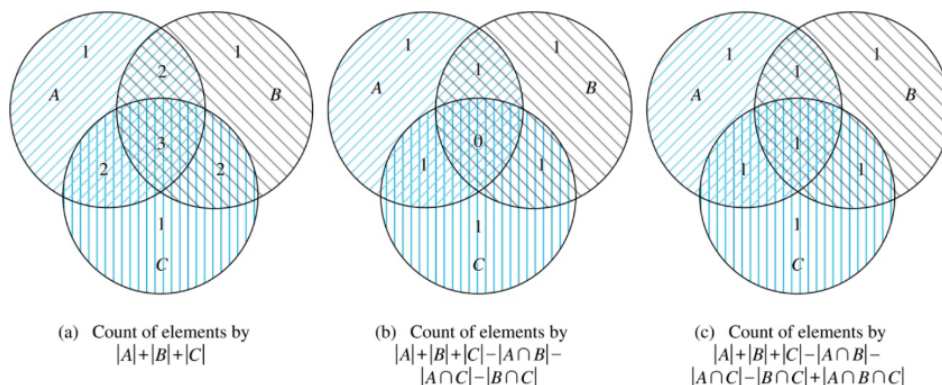 1
2
1
A
B
3
2
2
1
C
1
1
1
A
B
0
1
1
1
C
1
1
1
A
B
1
1
1
1
C
(a) Count of elements by
|A|+|B|+|C|
(b) Count of elements by
|A|+|B|+|C|−|A∩B|−
|A∩C|−|B∩C|
(c) Count of elements by
|A|+|B|+|C|−|A∩B|−
|A∩C|−|B∩C|+|A∩B∩C|